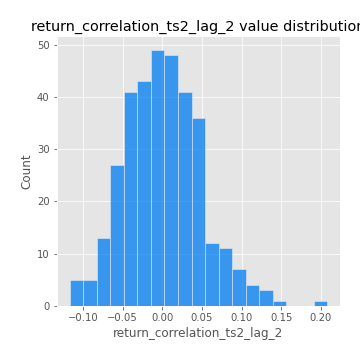 return_correlation_ts2_lag_2 value distribution
50
40
30
20
10
0
Count
−0.10 −0.05 0.00 0.05 0.10 0.15 0.20
return_correlation_ts2_lag_2